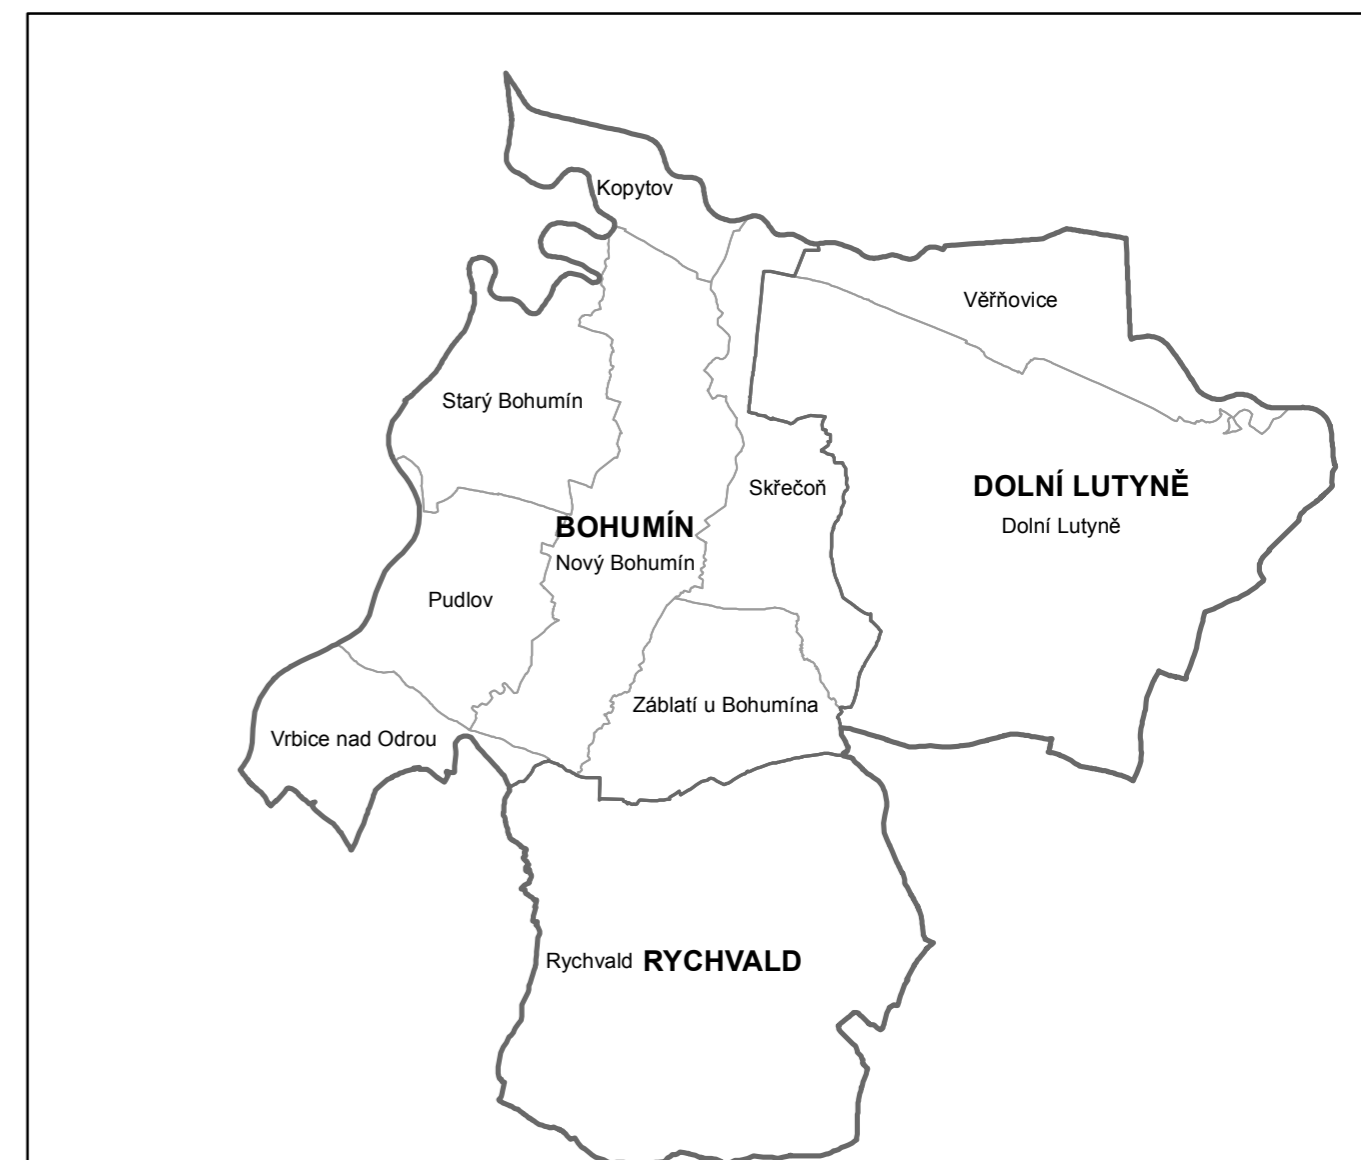 Kopytov
Věřňovice
Starý Bohumín
Skřečoň
DOLNÍ LUTYNĚ
Dolní Lutyně
BOHUMÍN
Nový Bohumín
Pudlov
Záblatí u Bohumína
Vrbice nad Odrou
Rychvald RYCHVALD